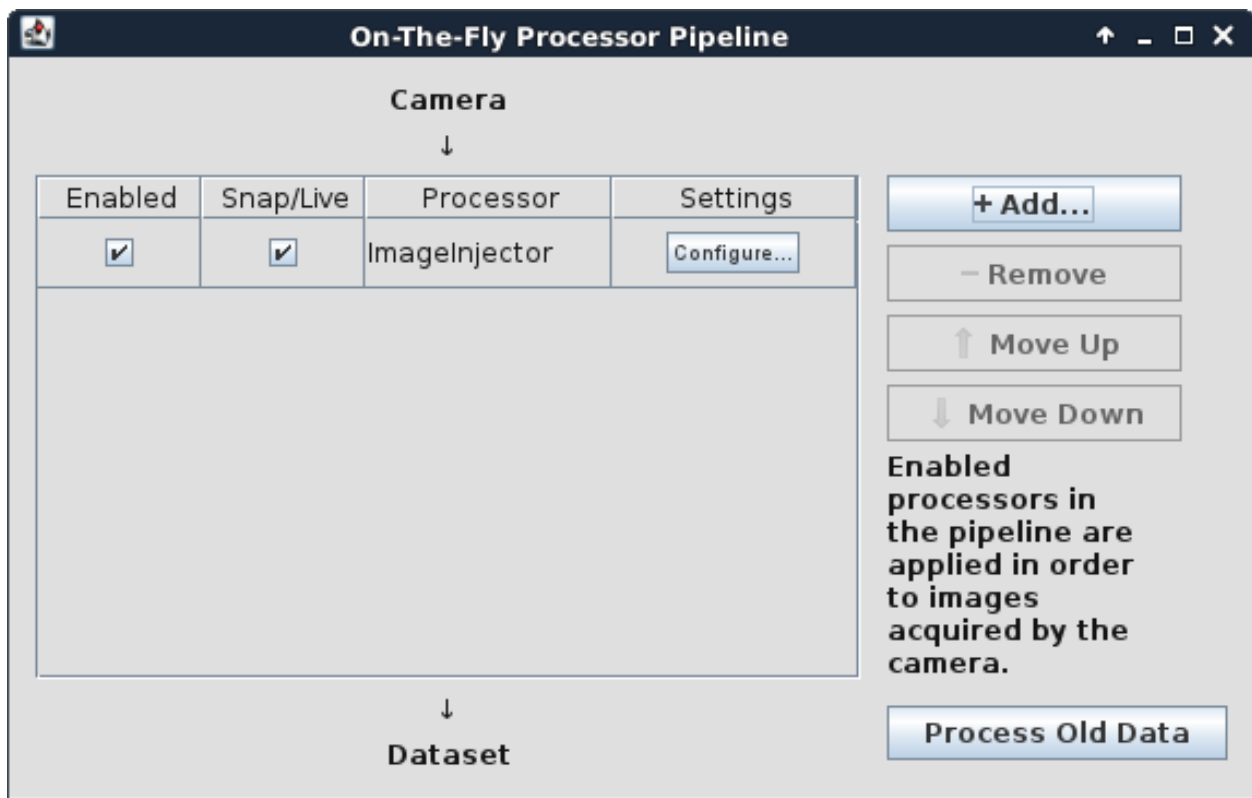 On-The-Fly Processor Pipeline
Camera
↓
Enabled Snap/Live Processor Settings
ImageInjector Configure...
+ Add...
− Remove
Move Up
Move Down
Enabled
processors in
the pipeline are
applied in order
to images
acquired by the
camera.
↓
Dataset
Process Old Data